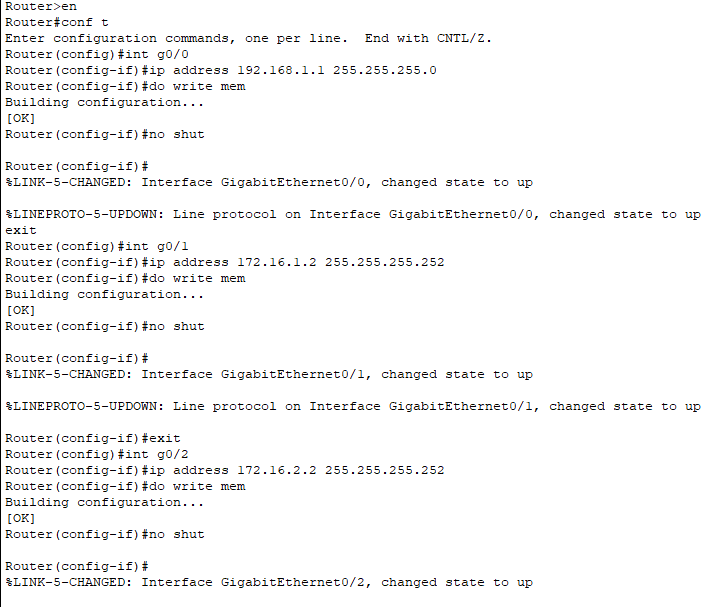 Router>en
Router#conf t
Enter configuration commands, one per line.  End with CNTL/Z.
Router(config)#int g0/0
Router(config-if)#ip address 192.168.1.1 255.255.255.0
Router(config-if)#do write mem
Building configuration...
[OK]
Router(config-if)#no shut
Router(config-if)#
%LINK-5-CHANGED: Interface GigabitEthernet0/0, changed state to up
%LINEPROTO-5-UPDOWN: Line protocol on Interface GigabitEthernet0/0, changed state to up
exit
Router(config)#int g0/1
Router(config-if)#ip address 172.16.1.2 255.255.255.252
Router(config-if)#do write mem
Building configuration...
[OK]
Router(config-if)#no shut
Router(config-if)#
%LINK-5-CHANGED: Interface GigabitEthernet0/1, changed state to up
%LINEPROTO-5-UPDOWN: Line protocol on Interface GigabitEthernet0/1, changed state to up
Router(config-if)#exit
Router(config)#int g0/2
Router(config-if)#ip address 172.16.2.2 255.255.255.252
Router(config-if)#do write mem
Building configuration...
[OK]
Router(config-if)#no shut
Router(config-if)#
%LINK-5-CHANGED: Interface GigabitEthernet0/2, changed state to up